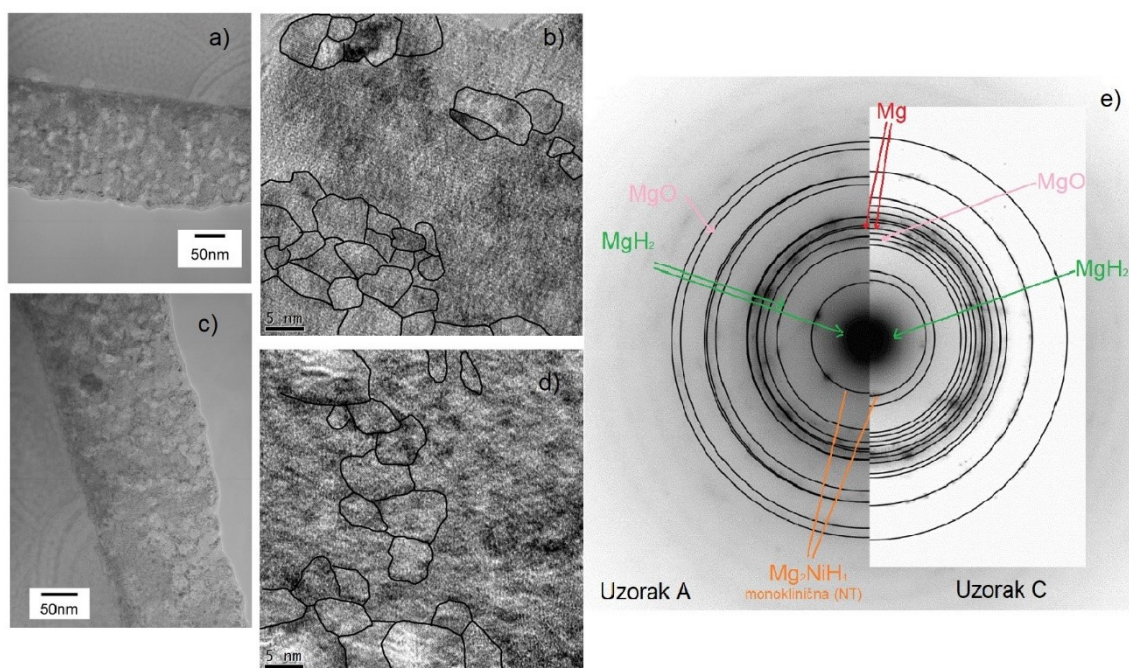 a)
50nm
b)
5 nm
c)
50nm
d)
5 nm
e)
Mg
MgO
MgO
MgH₂
MgH₂
Mg₂NiH₄
monoklinična (NT)
Uzorak A
Uzorak C